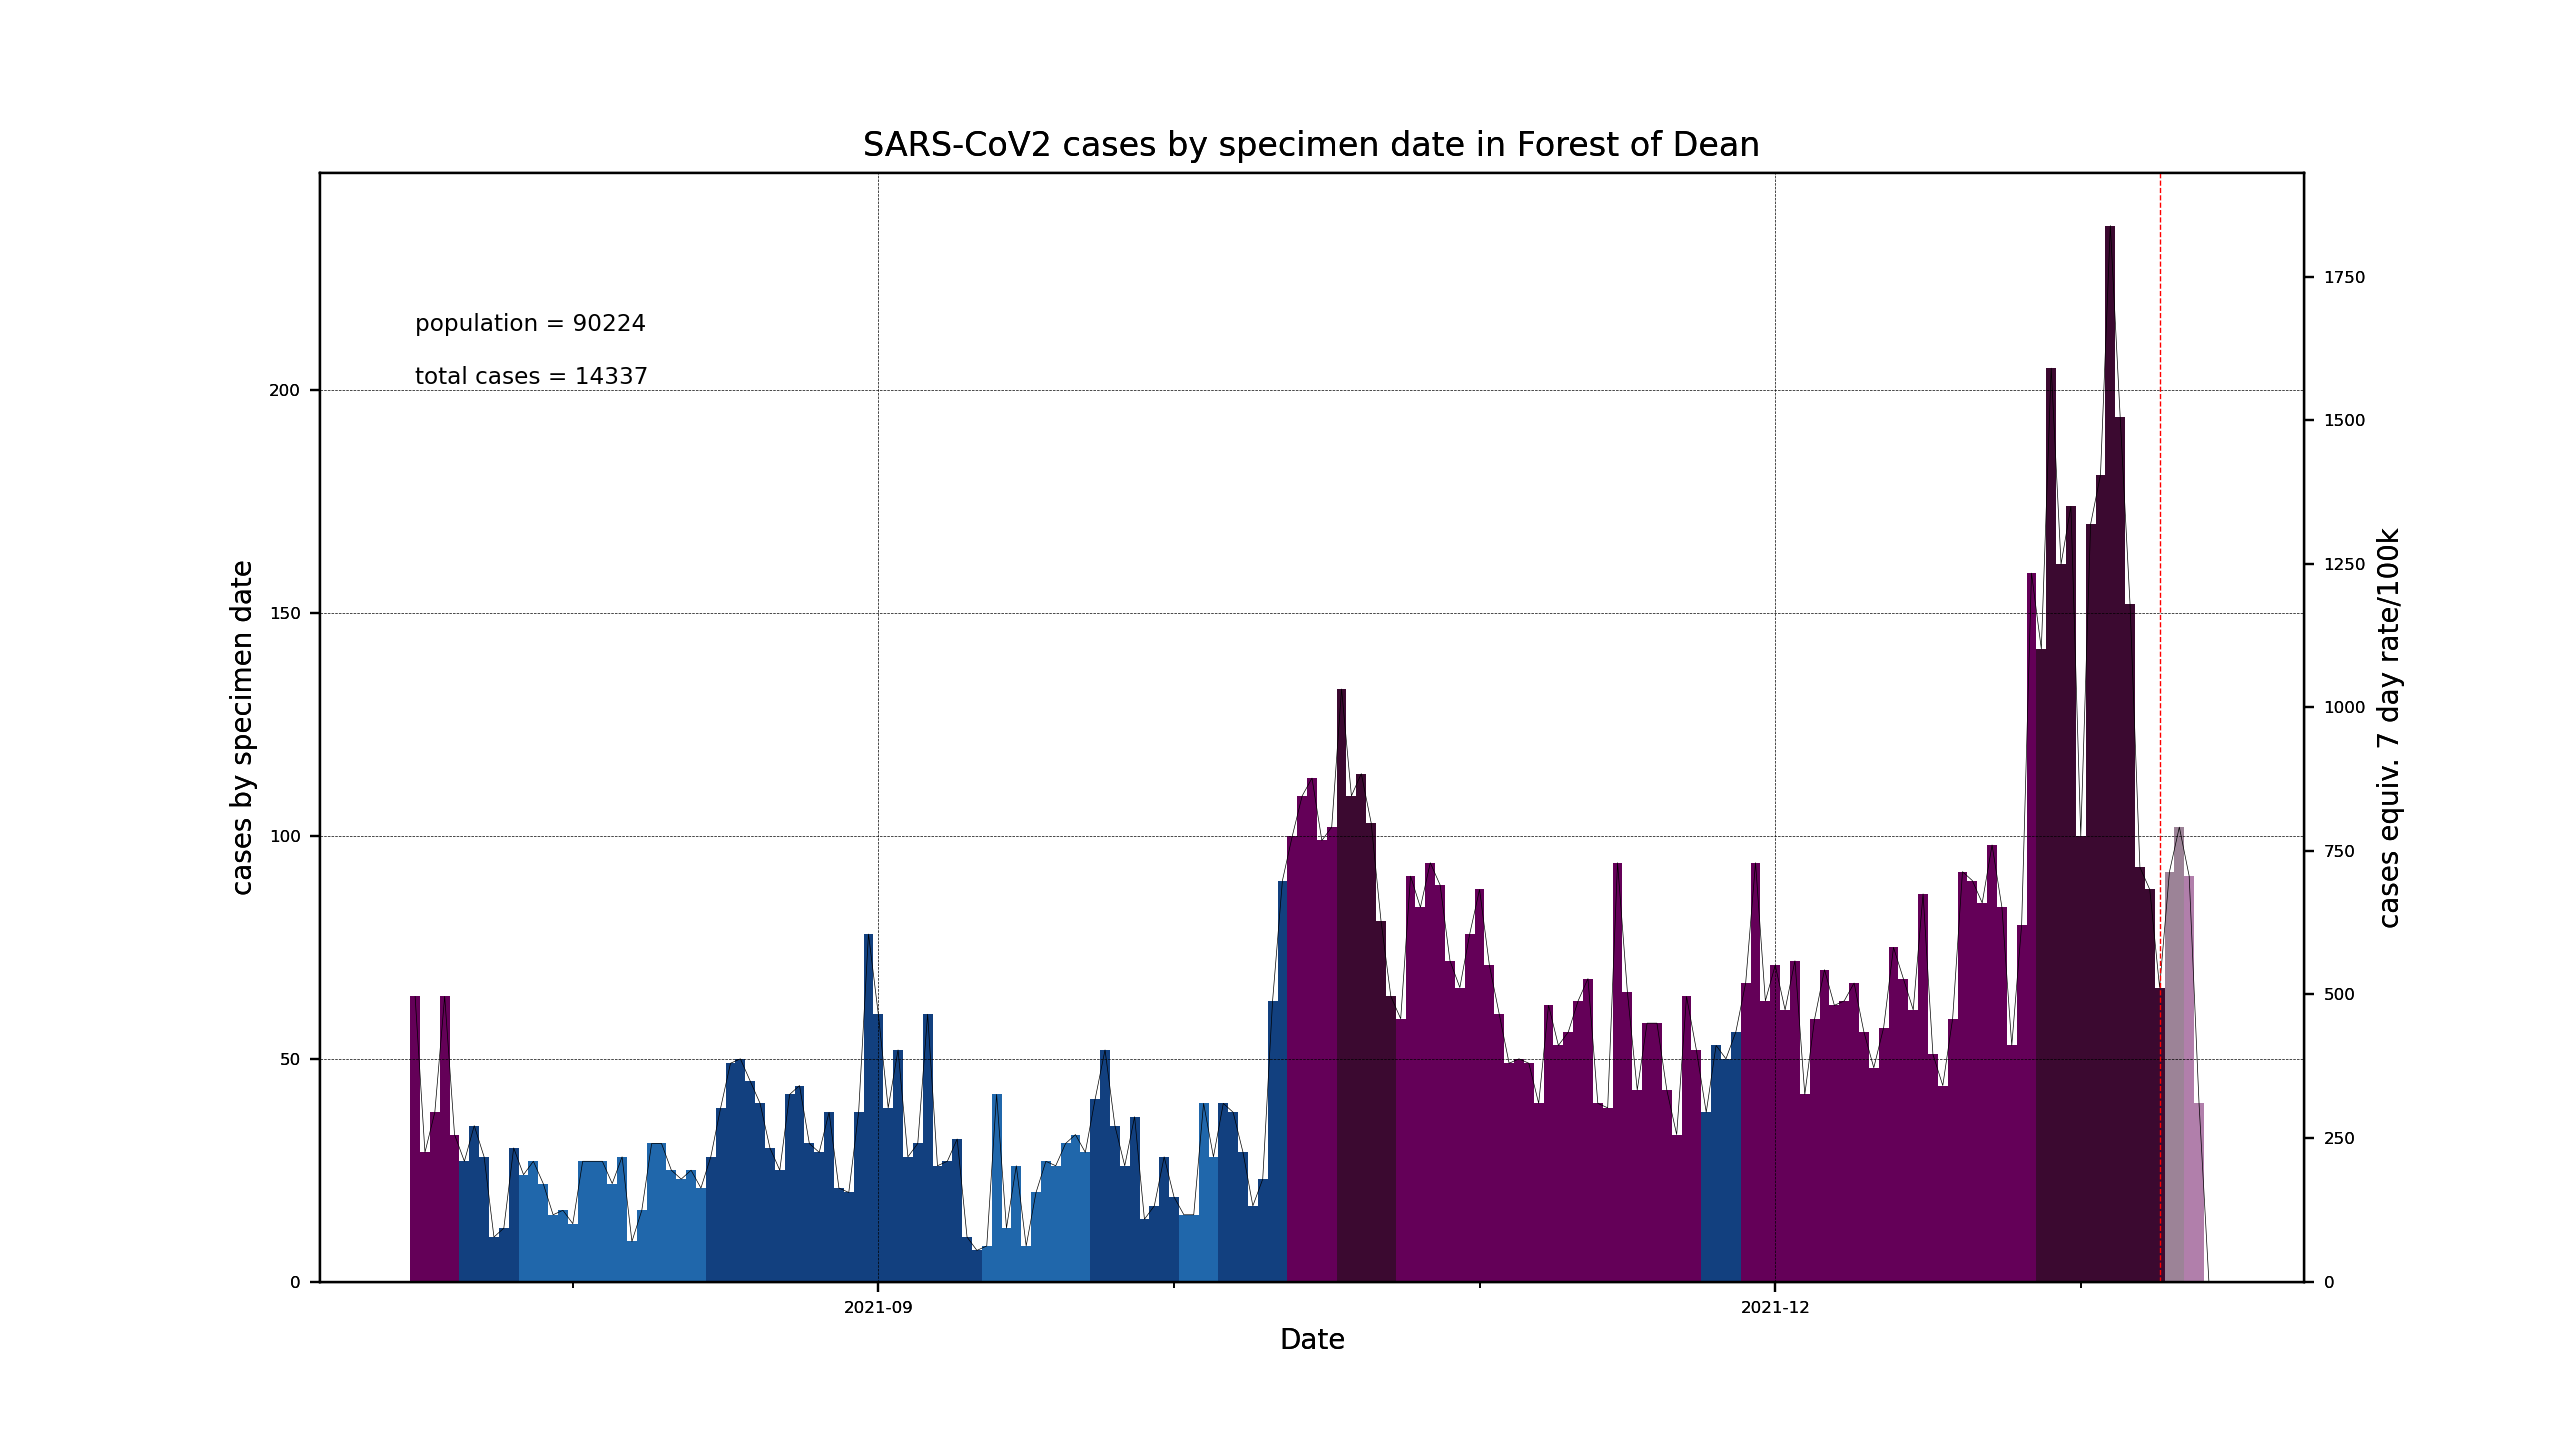 SARS-CoV2 cases by specimen date in Forest of Dean
population = 90224
total cases = 14337
cases by specimen date
200
150
100
50
0
1750
1500
1250
1000
750
500
250
0
cases equiv. 7 day rate/100k
2021-09
2021-12
Date